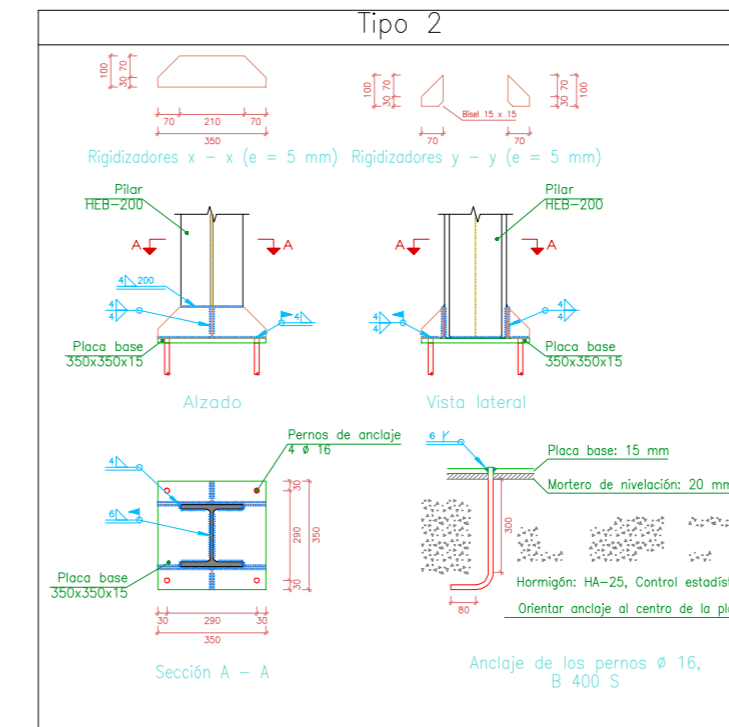 Tipo 2
100
30 70
70
210
70
350
Rigidizadores x - x (e = 5 mm)
100
30 70
Bisel 15 x 15
30 70
100
70
70
Rigidizadores y - y (e = 5 mm)
Pilar
HEB-200
A
A
4 200
4
4
4
Placa base
350x350x15
Alzado
Pilar
HEB-200
A
A
4
4
4
4
Placa base
350x350x15
Vista lateral
Pernos de anclaje
4 ø 16
4
6
30
290
30
350
Placa base
350x350x15
30
290
30
350
Sección A - A
6
Placa base: 15 mm
Mortero de nivelación: 20 mm
300
Hormigón: HA-25, Control estadíst
Orientar anclaje al centro de la pla
80
Anclaje de los pernos ø 16,
B 400 S